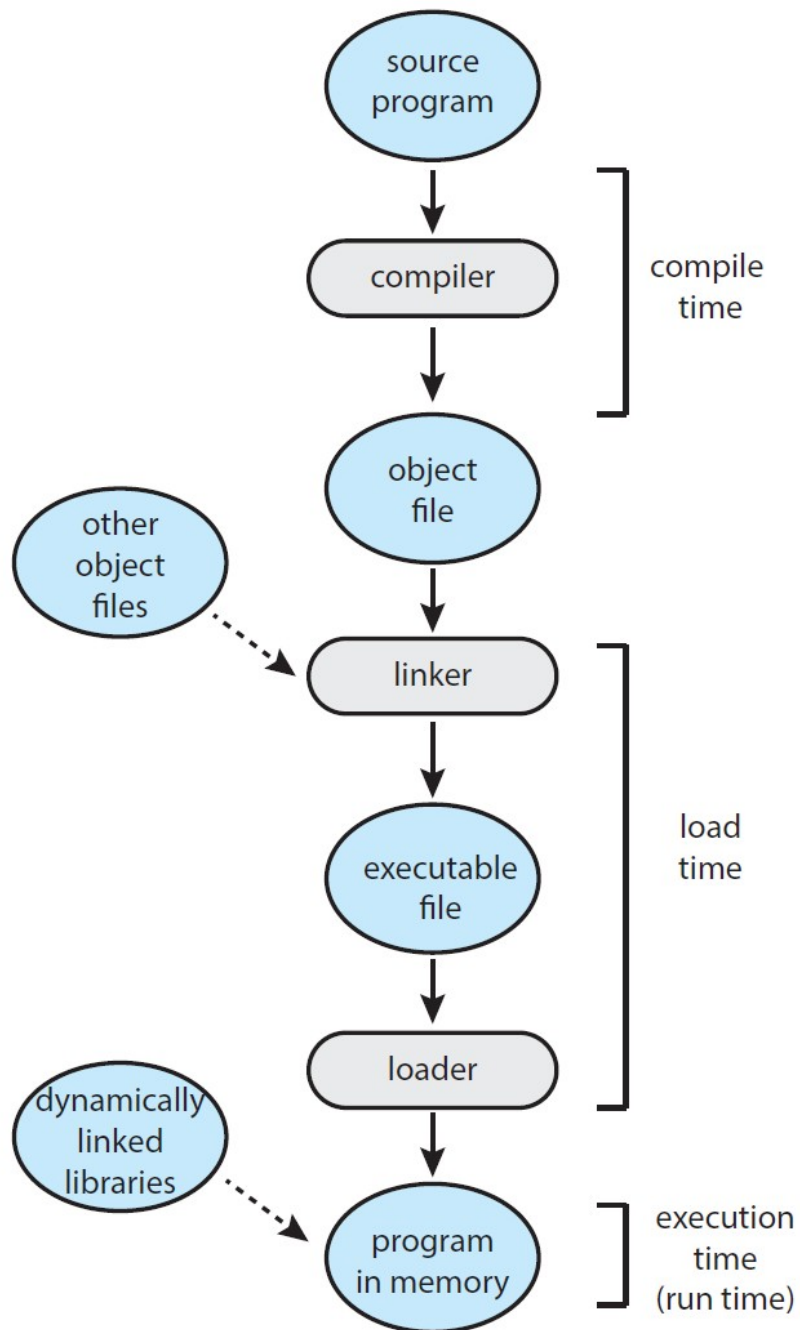 source
program
compiler
compile
time
object
file
other
object
files
linker
executable
file
load
time
loader
dynamically
linked
libraries
program
in memory
execution
time
(run time)